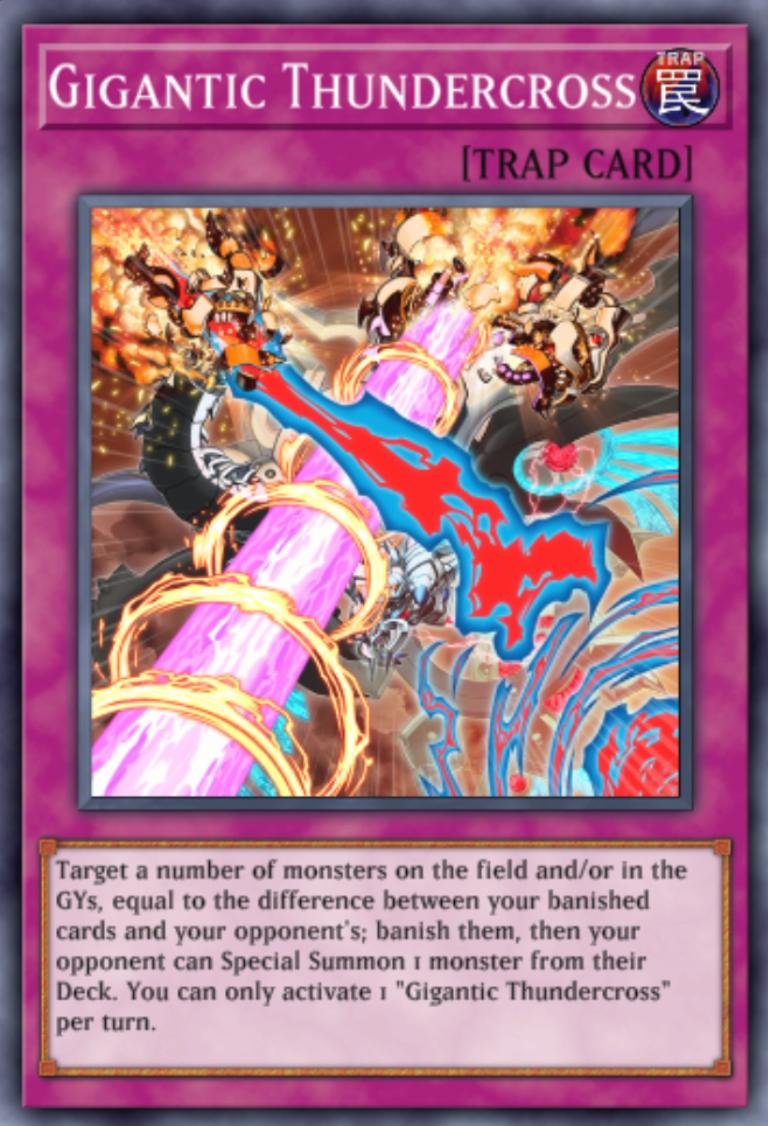 GIGANTIC THUNDERCROSS
TRAP
罠
[TRAP CARD]
Target a number of monsters on the field and/or in the
GYs, equal to the difference between your banished
cards and your opponent's; banish them, then your
opponent can Special Summon 1 monster from their
Deck. You can only activate 1 "Gigantic Thundercross"
per turn.